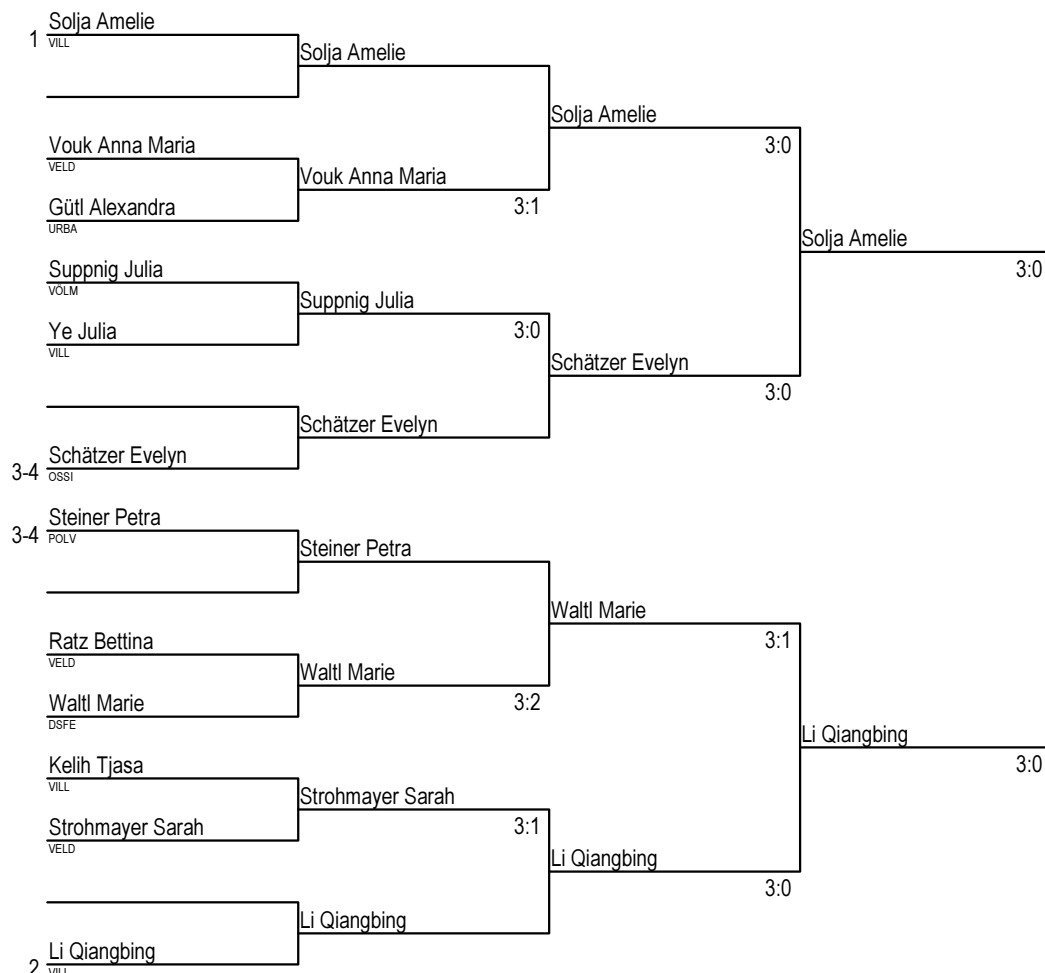 Solja Amelie
1
VILL
Solja Amelie
Solja Amelie
3:0
Vouk Anna Maria
VELD
Vouk Anna Maria
3:1
Gütl Alexandra
URBA
Solja Amelie
3:0
Suppnig Julia
VÖLM
Suppnig Julia
3:0
Ye Julia
VILL
Schätzer Evelyn
3:0
Schätzer Evelyn
Schätzer Evelyn
3-4
OSSI
Steiner Petra
3-4
POLV
Steiner Petra
Waltl Marie
3:1
Ratz Bettina
VELD
Waltl Marie
3:2
Waltl Marie
DSFE
Li Qiangbing
3:0
Kelih Tjasa
VILL
Strohmayer Sarah
3:1
Strohmayer Sarah
VELD
Li Qiangbing
3:0
Li Qiangbing
Li Qiangbing
2
VILL